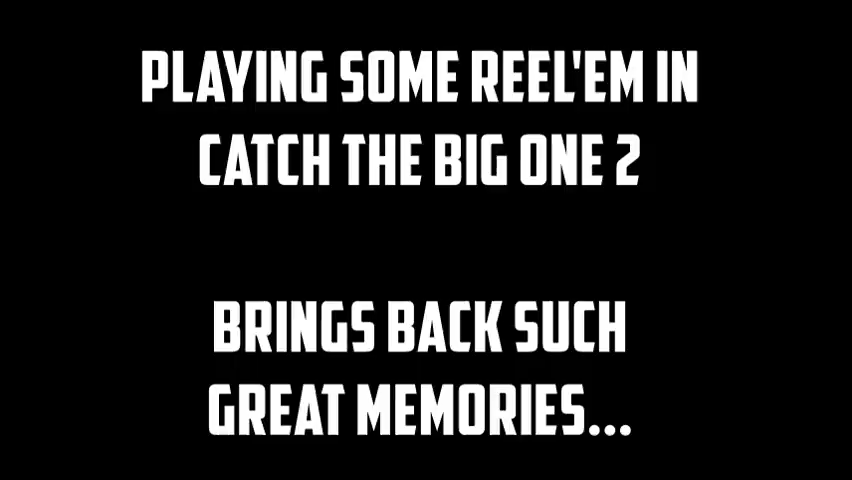 PLAYING SOME REEL'EM IN
CATCH THE BIG ONE 2
BRINGS BACK SUCH
GREAT MEMORIES...